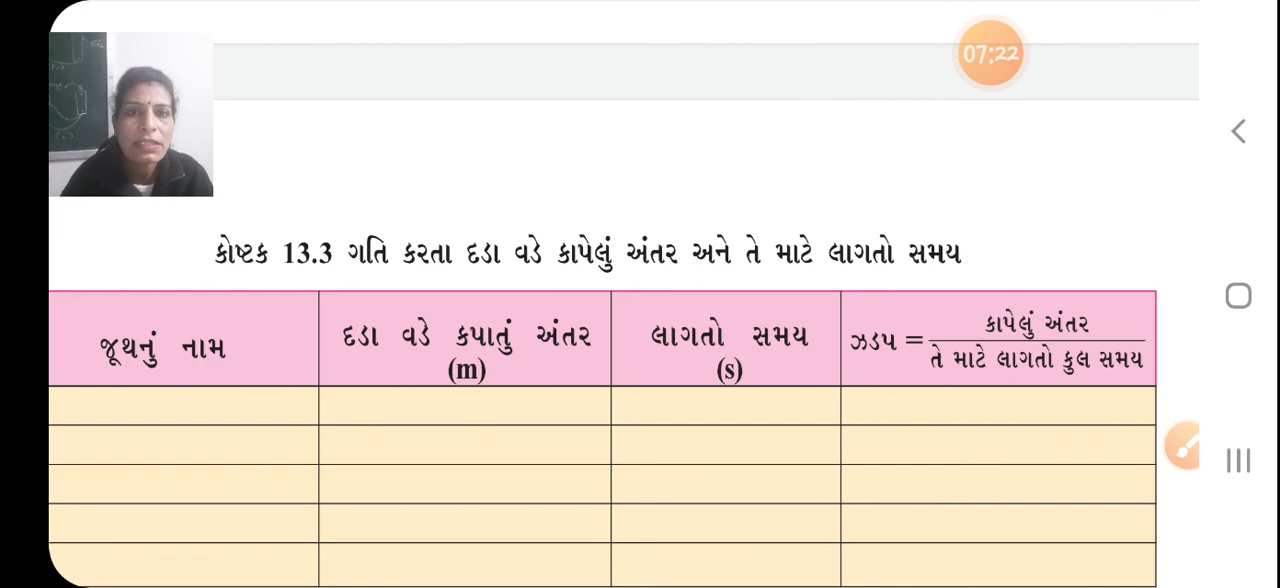 07:22
કોષ્ટક 13.3 ગતિ કરતા દડા વડે કાપેલું અંતર અને તે માટે લાગતો સમય
જૂથનું નામ
દડા વડે કપાતું અંતર
(m)
લાગતો સમય
(s)
ઝડપ = કાપેલું અંતર
તે માટે લાગતો કુલ સમય